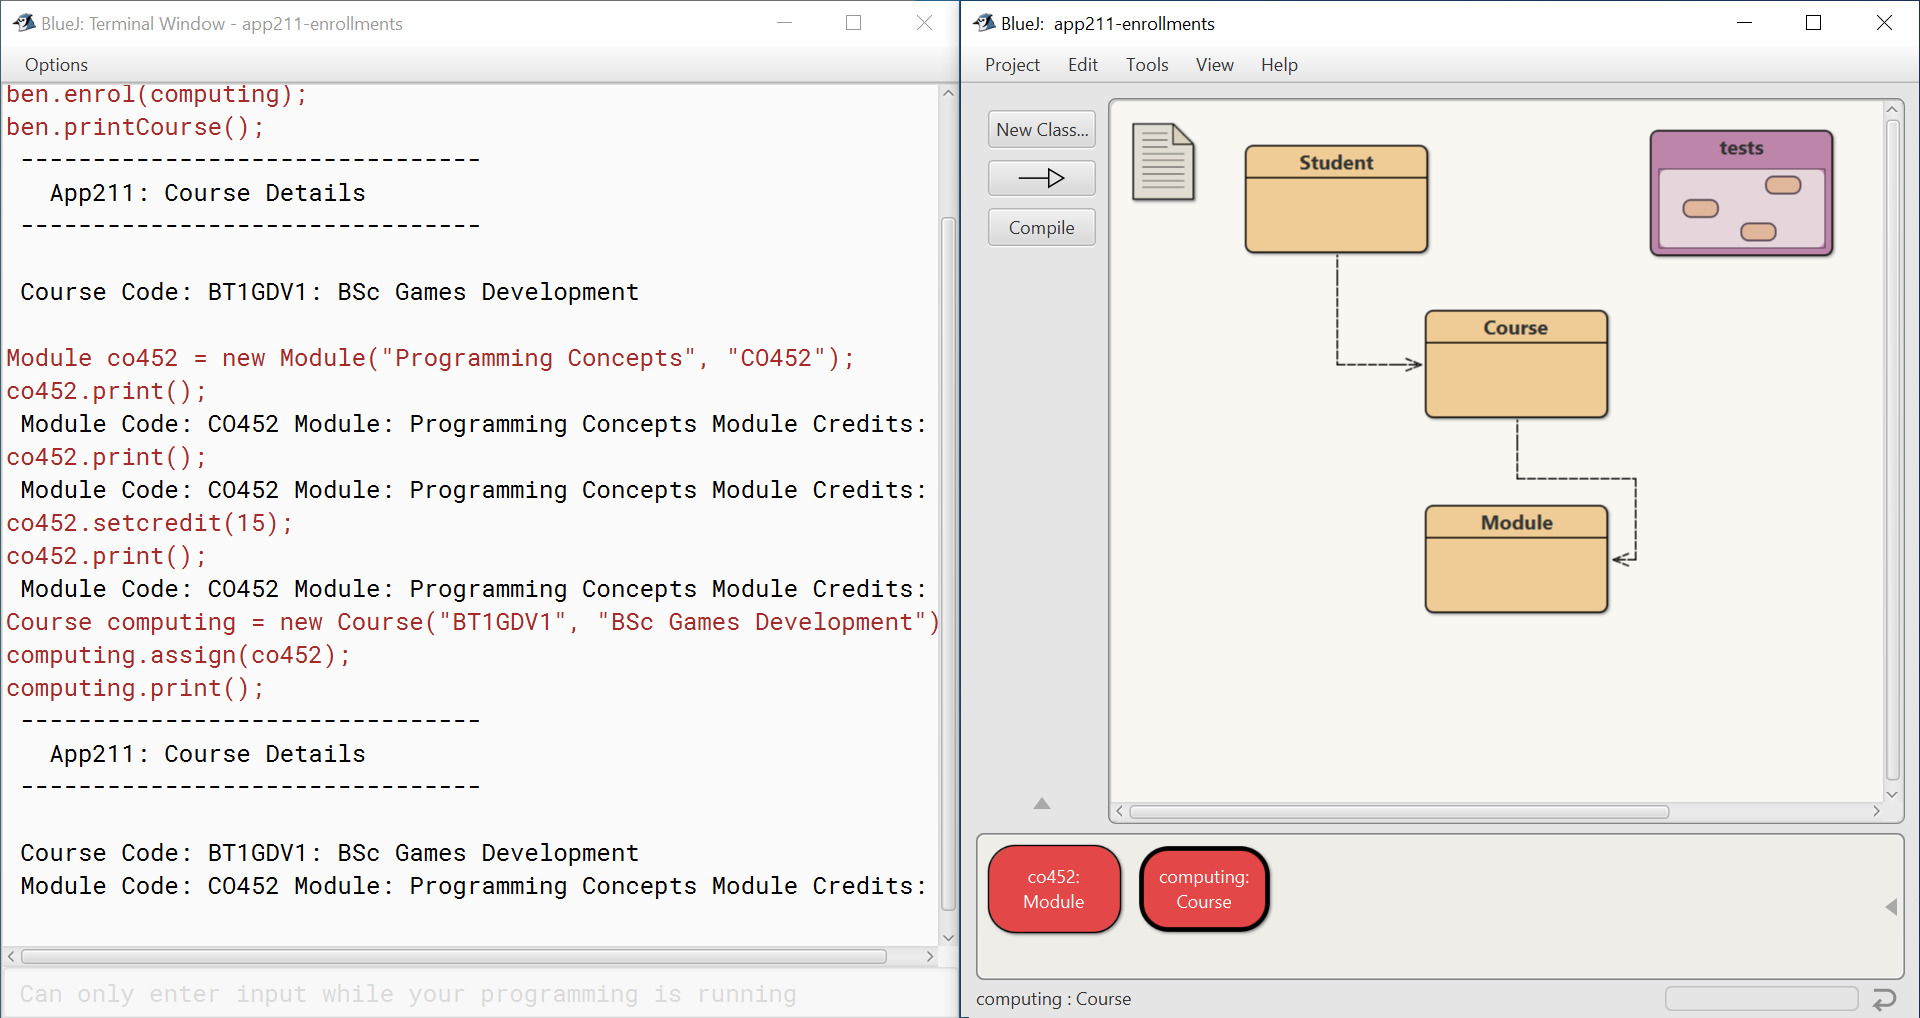 BlueJ: Terminal Window - app211-enrollments
Options
ben.enrol(computing);
ben.printCourse();
--------------------------------
App211: Course Details
--------------------------------
Course Code: BT1GDV1: BSc Games Development
Module co452 = new Module("Programming Concepts", "CO452");
co452.print();
Module Code: CO452 Module: Programming Concepts Module Credits:
co452.print();
Module Code: CO452 Module: Programming Concepts Module Credits:
co452.setcredit(15);
co452.print();
Module Code: CO452 Module: Programming Concepts Module Credits:
Course computing = new Course("BT1GDV1", "BSc Games Development")
computing.assign(co452);
computing.print();
--------------------------------
App211: Course Details
--------------------------------
Course Code: BT1GDV1: BSc Games Development
Module Code: CO452 Module: Programming Concepts Module Credits:
Can only enter input while your programming is running
BlueJ: app211-enrollments
Project Edit Tools View Help
New Class...
Compile
Student
tests
Course
Module
co452:
Module
computing:
Course
computing : Course